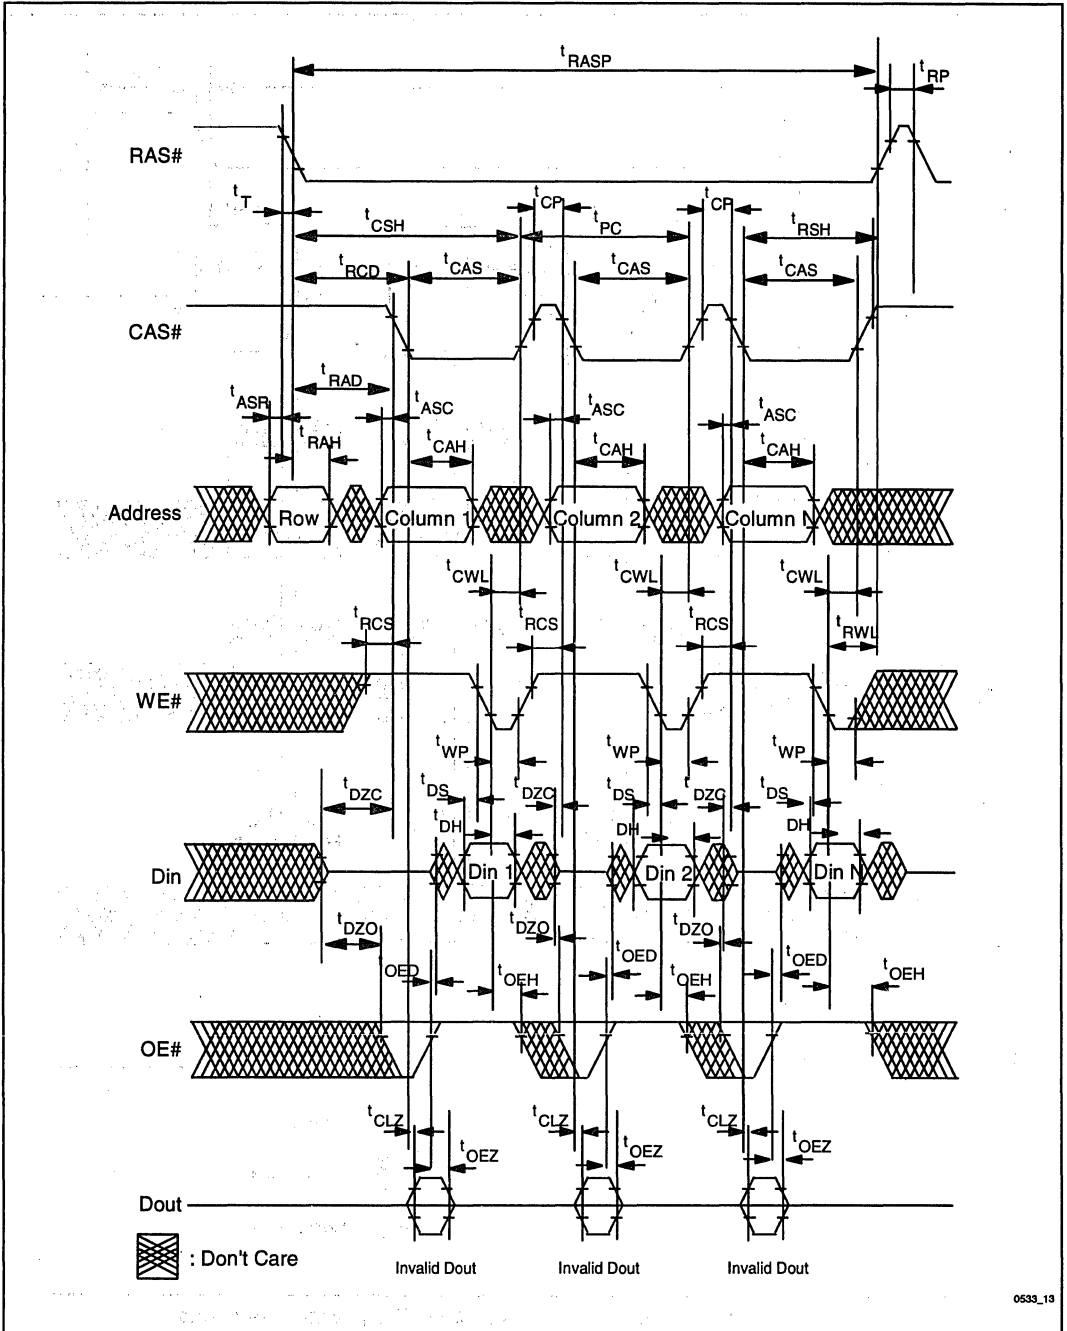 tRASP
tRP
RAS#
tT
tCP
tCP
tCSH
tPC
tRSH
tRCD
tCAS
tCAS
tCAS
CAS#
tRAD
tASR
tASC
tASC
tASC
tRAH
tCAH
tCAH
tCAH
Address
Row
Column 1
Column 2
Column N
tCWL
tCWL
tCWL
tRCS
tRCS
tRCS
tRWL
WE#
tWP
tWP
tWP
tDZC
tDS
tDZC
tDS
tDZC
tDS
tDH
DH
DH
Din
Din 1
Din 2
Din N
tDZO
tDZO
tDZO
tOED
tOED
tOED
tOEH
tOEH
tOEH
OE#
tCLZ
tCLZ
tCLZ
tOEZ
tOEZ
tOEZ
Dout
: Don't Care
Invalid Dout
Invalid Dout
Invalid Dout
0533_13